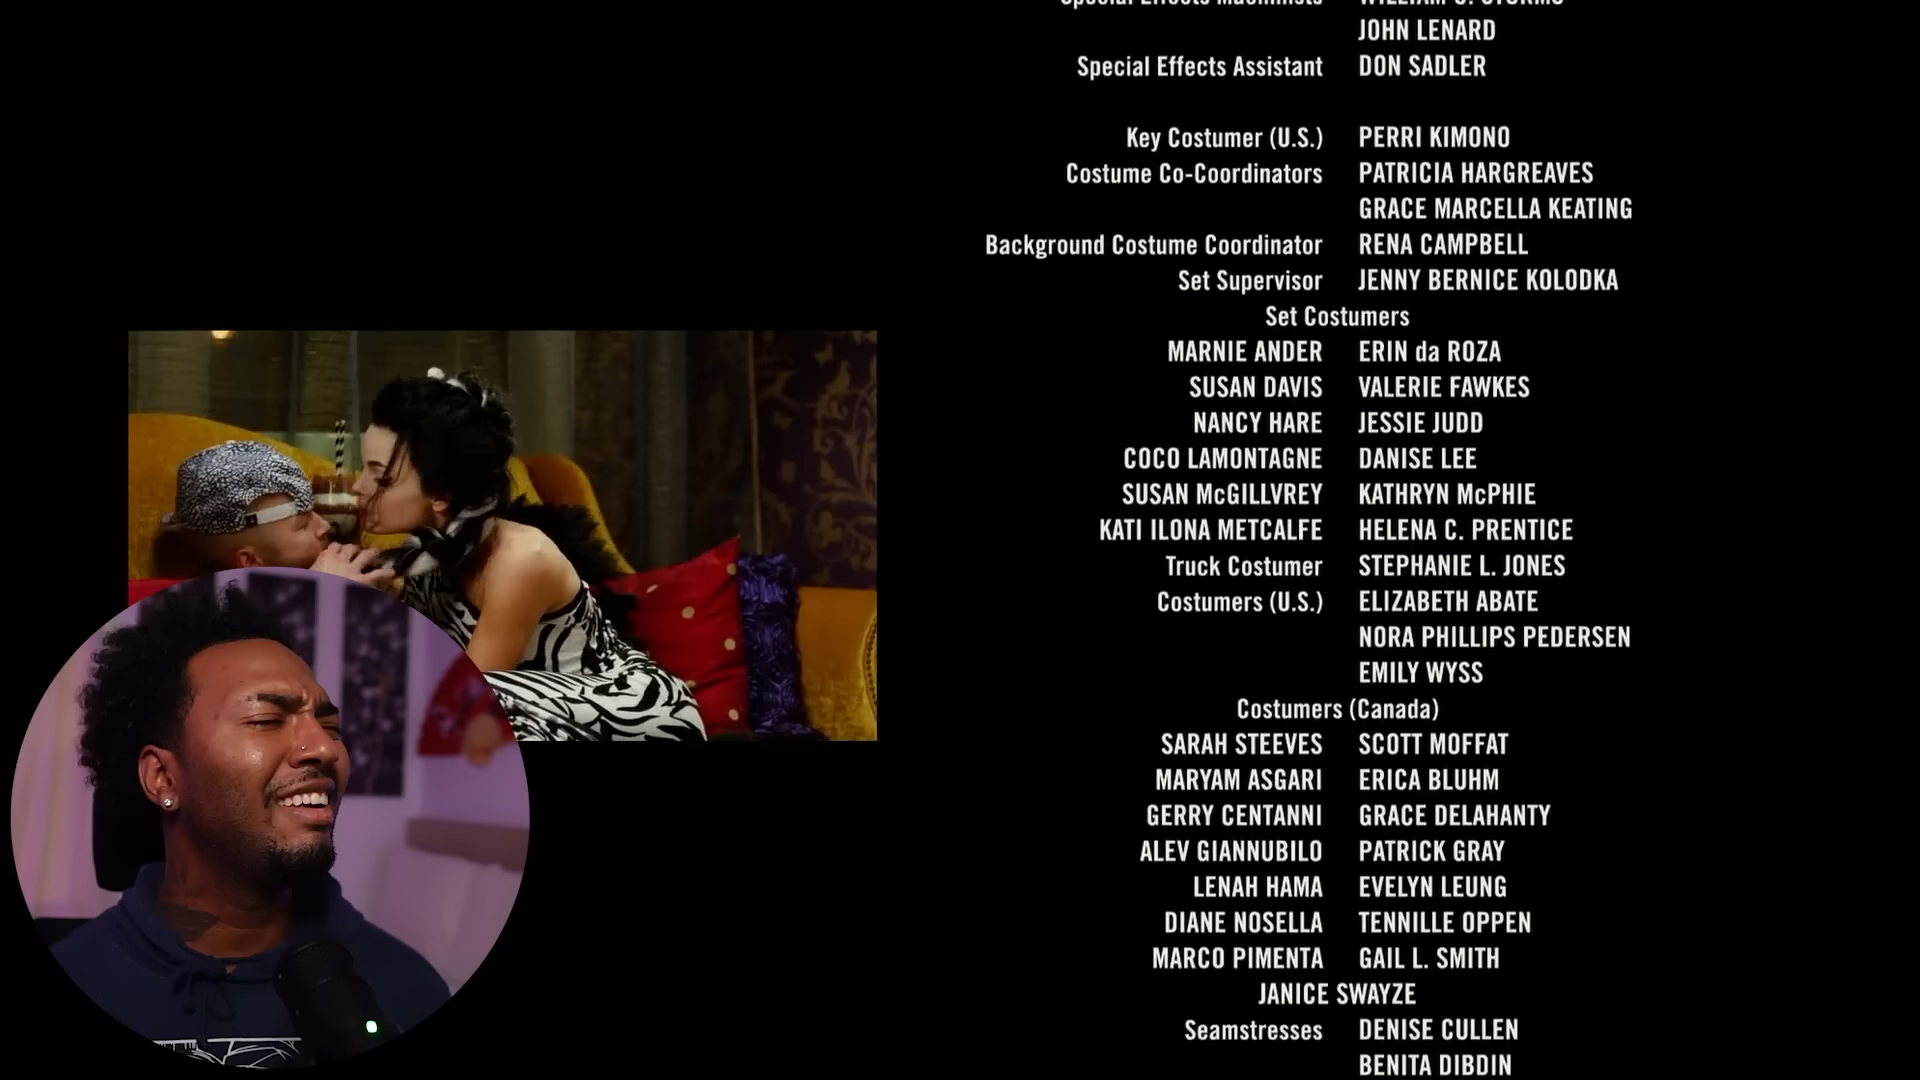 Special Effects Machinists WILLIAM C. STORMS
JOHN LENARD
Special Effects Assistant DON SADLER
Key Costumer (U.S.) PERRI KIMONO
Costume Co-Coordinators PATRICIA HARGREAVES
GRACE MARCELLA KEATING
Background Costume Coordinator RENA CAMPBELL
Set Supervisor JENNY BERNICE KOLODKA
Set Costumers
MARNIE ANDER ERIN da ROZA
SUSAN DAVIS VALERIE FAWKES
NANCY HARE JESSIE JUDD
COCO LAMONTAGNE DANISE LEE
SUSAN McGILLVREY KATHRYN McPHIE
KATI ILONA METCALFE HELENA C. PRENTICE
Truck Costumer STEPHANIE L. JONES
Costumers (U.S.) ELIZABETH ABATE
NORA PHILLIPS PEDERSEN
EMILY WYSS
Costumers (Canada)
SARAH STEEVES SCOTT MOFFAT
MARYAM ASGARI ERICA BLUHM
GERRY CENTANNI GRACE DELAHANTY
ALEV GIANNUBILO PATRICK GRAY
LENAH HAMA EVELYN LEUNG
DIANE NOSELLA TENNILLE OPPEN
MARCO PIMENTA GAIL L. SMITH
JANICE SWAYZE
Seamstresses DENISE CULLEN
BENITA DIBDIN